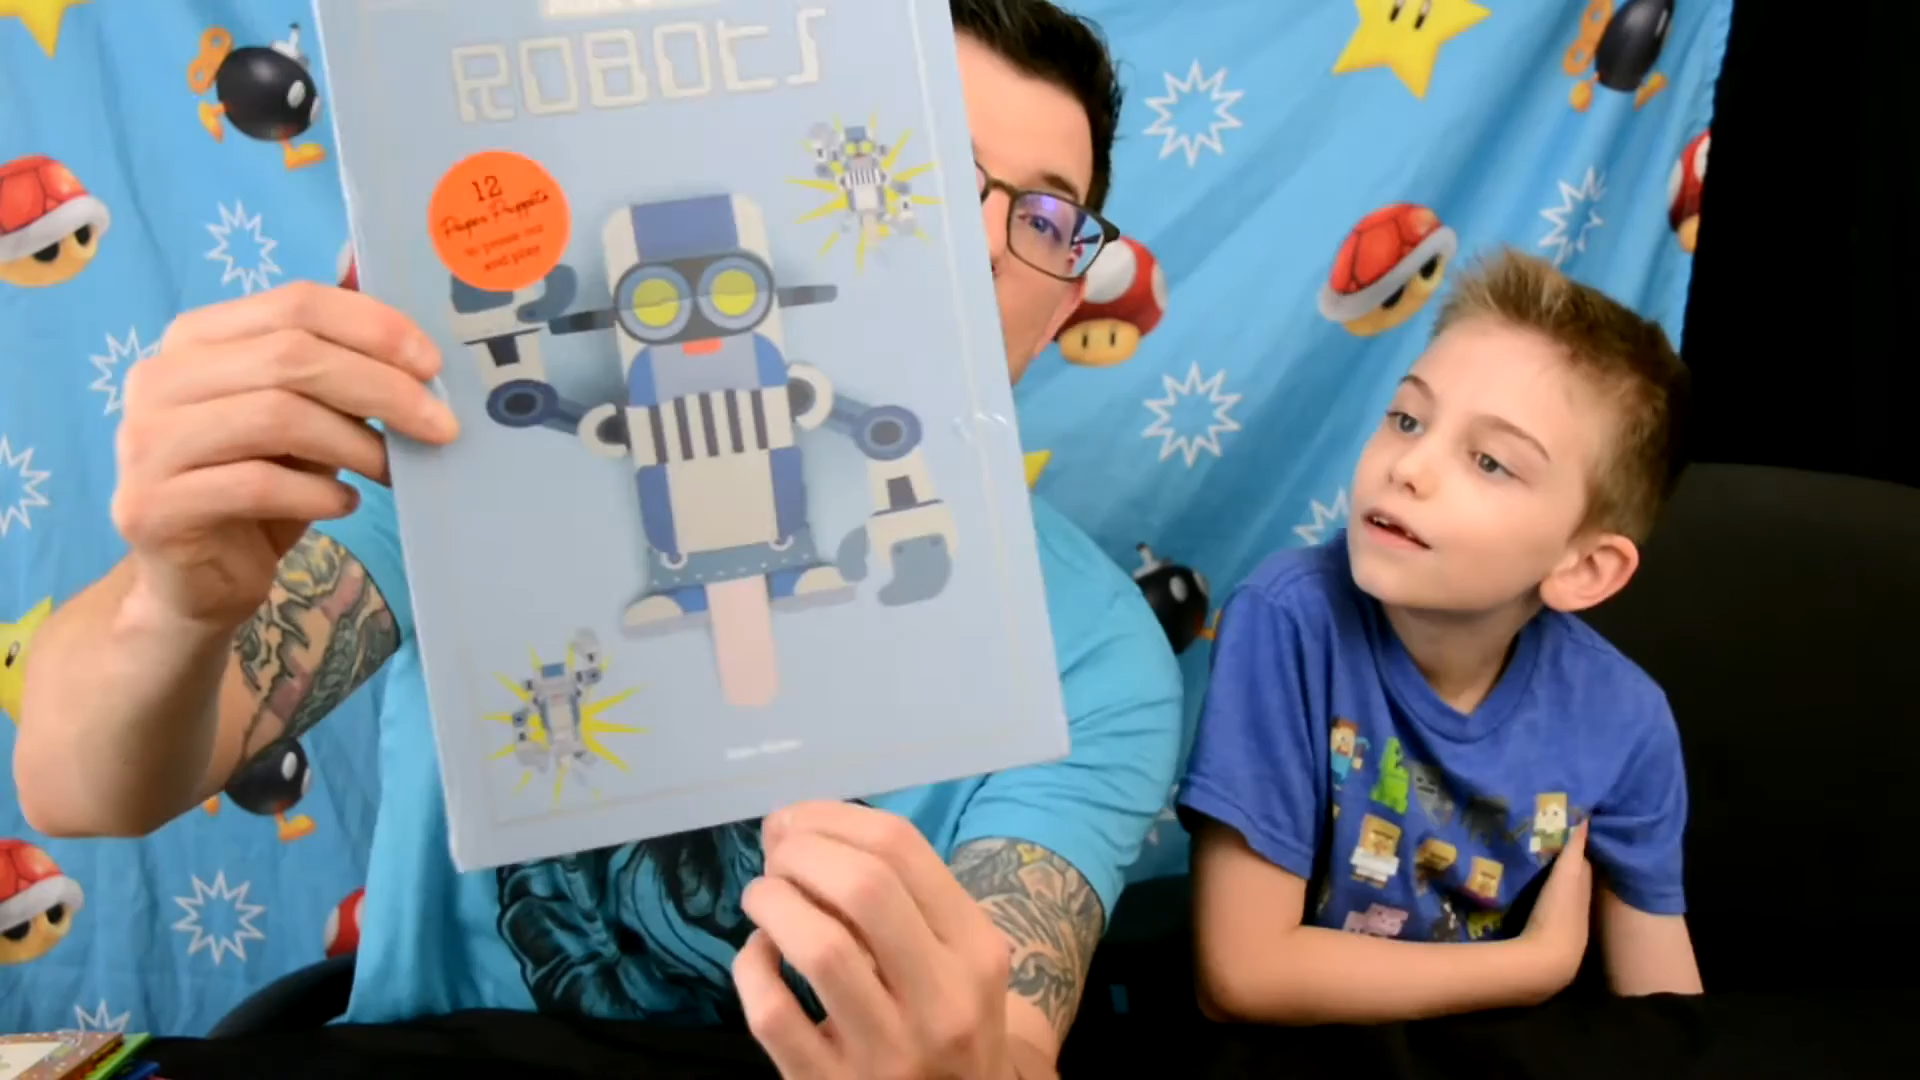 ROBOTS
12
Paper Puppets
to press out
and play